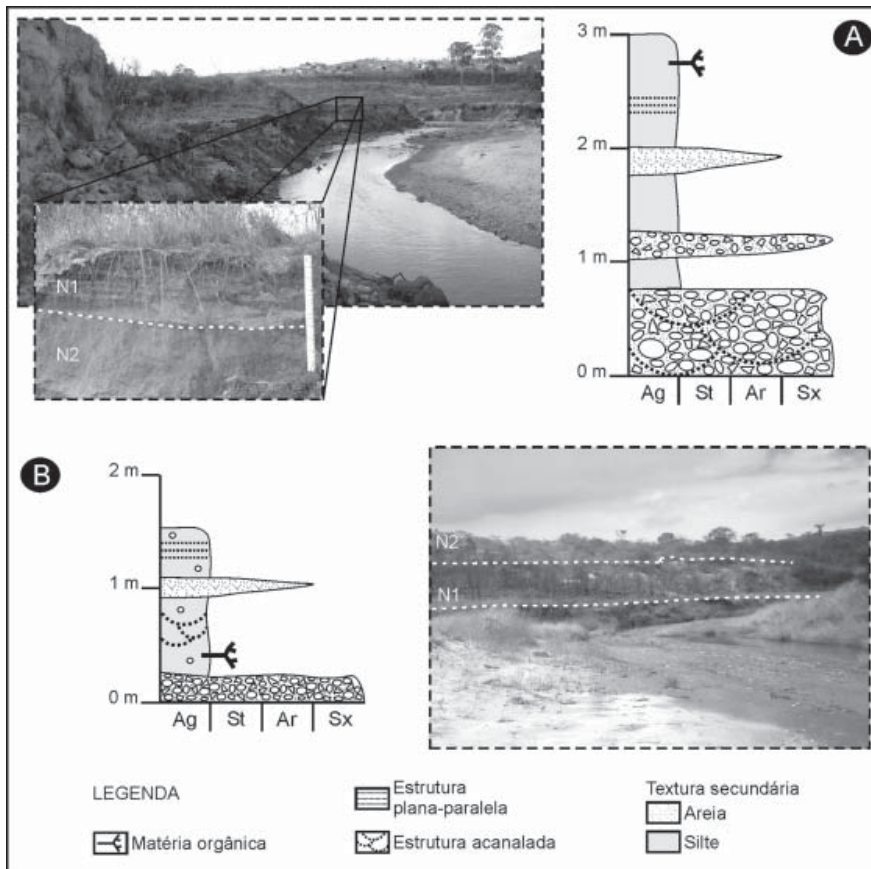 A
3 m
2 m
1 m
0 m
Ag St Ar Sx
N1
N2
B
2 m
1 m
0 m
Ag St Ar Sx
N2
N1
LEGENDA
Matéria orgânica
Estrutura
plana-paralela
Estrutura acanalada
Textura secundária
Areia
Silte